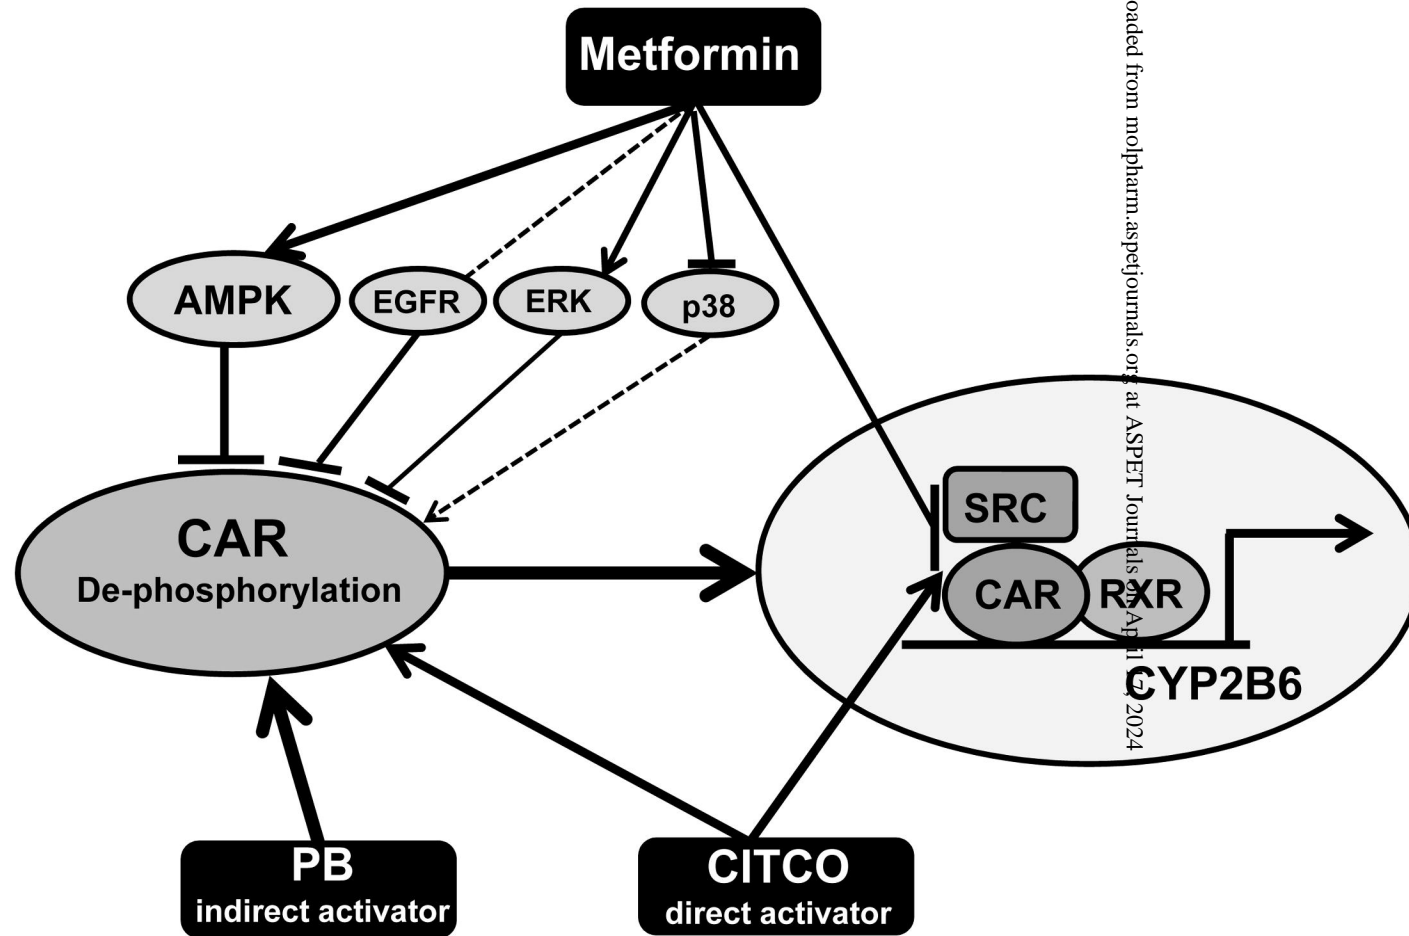 Metformin
AMPK
EGFR
ERK
p38
CAR
De-phosphorylation
SRC
CAR
RXR
CYP2B6
PB
indirect activator
CITCO
direct activator
oaded from molpharm.aspetjournals.org at ASPET Journals on April 17, 2024